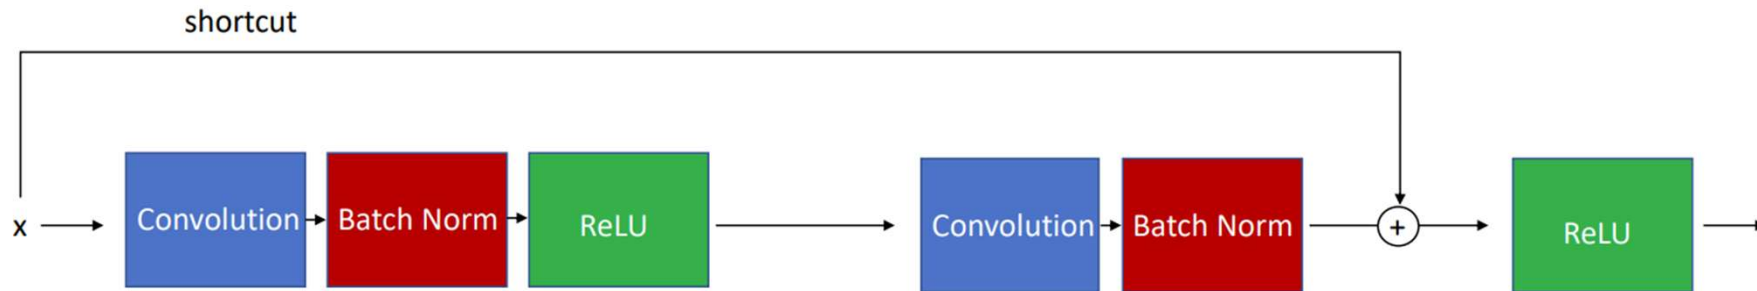 shortcut
x
Convolution
Batch Norm
ReLU
Convolution
Batch Norm
+
ReLU